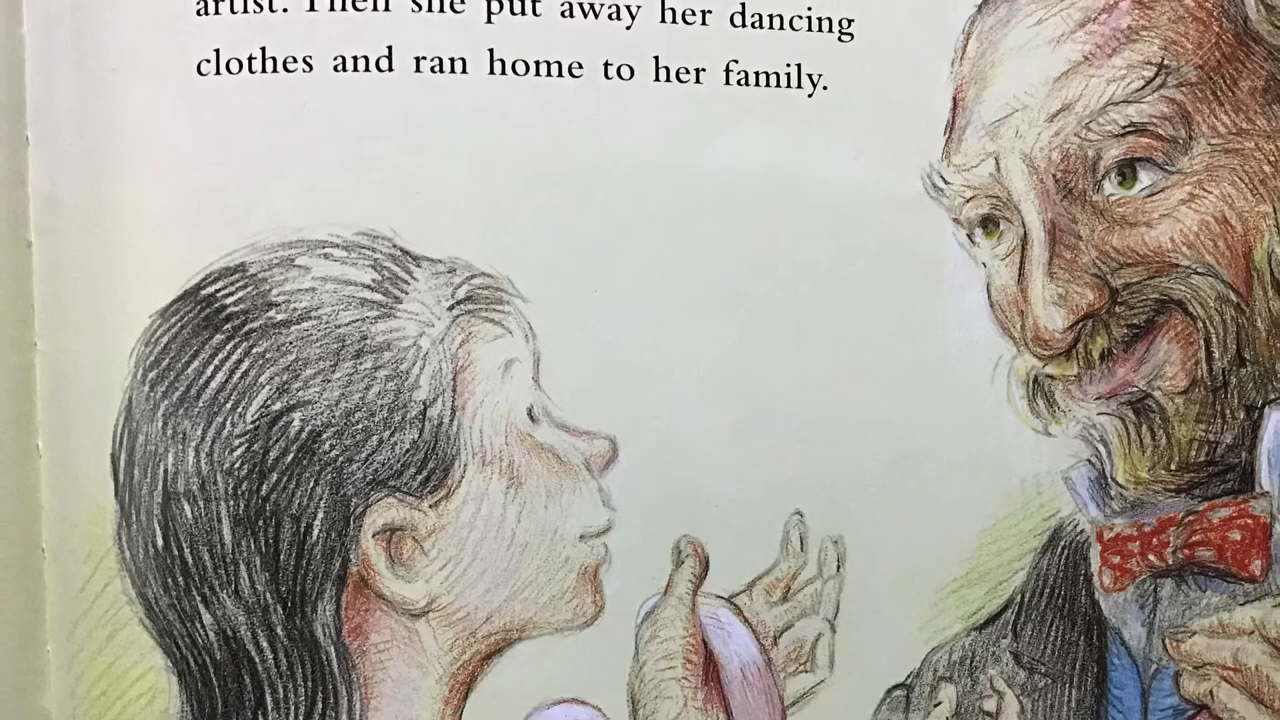 artist. Then she put away her dancing
clothes and ran home to her family.